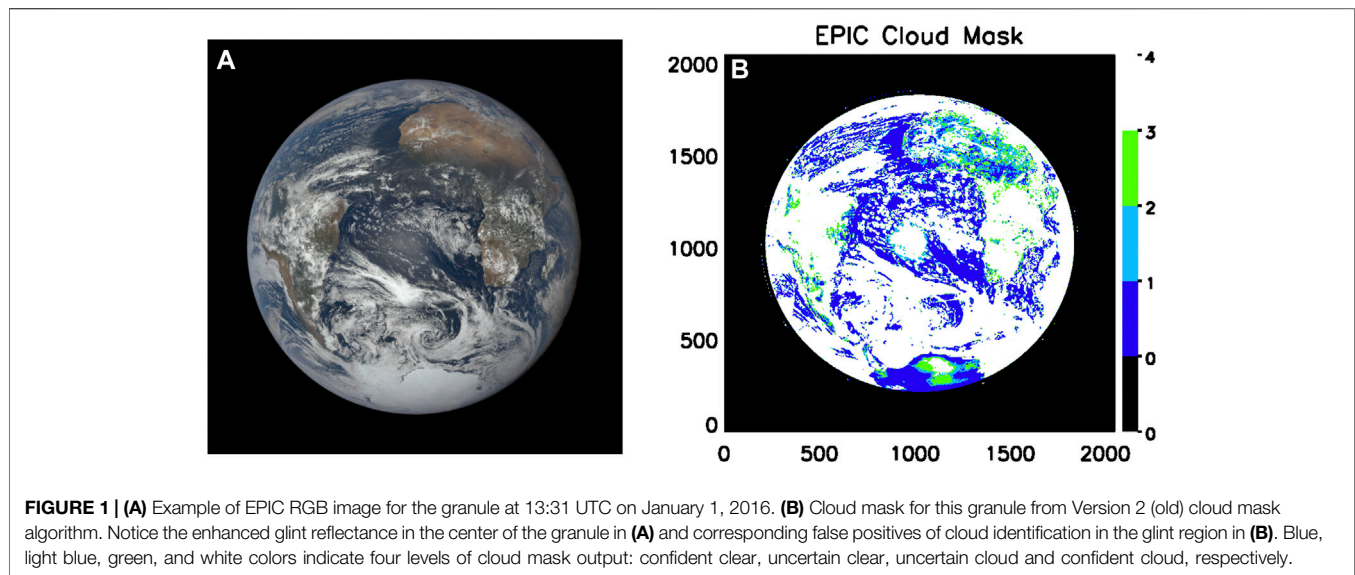 A
EPIC Cloud Mask
B
2000
1500
1000
500
0
0
500
1000
1500
2000
4
3
2
1
0
0
FIGURE 1 | (A) Example of EPIC RGB image for the granule at 13:31 UTC on January 1, 2016. (B) Cloud mask for this granule from Version 2 (old) cloud mask
algorithm. Notice the enhanced glint reflectance in the center of the granule in (A) and corresponding false positives of cloud identification in the glint region in (B). Blue,
light blue, green, and white colors indicate four levels of cloud mask output: confident clear, uncertain clear, uncertain cloud and confident cloud, respectively.